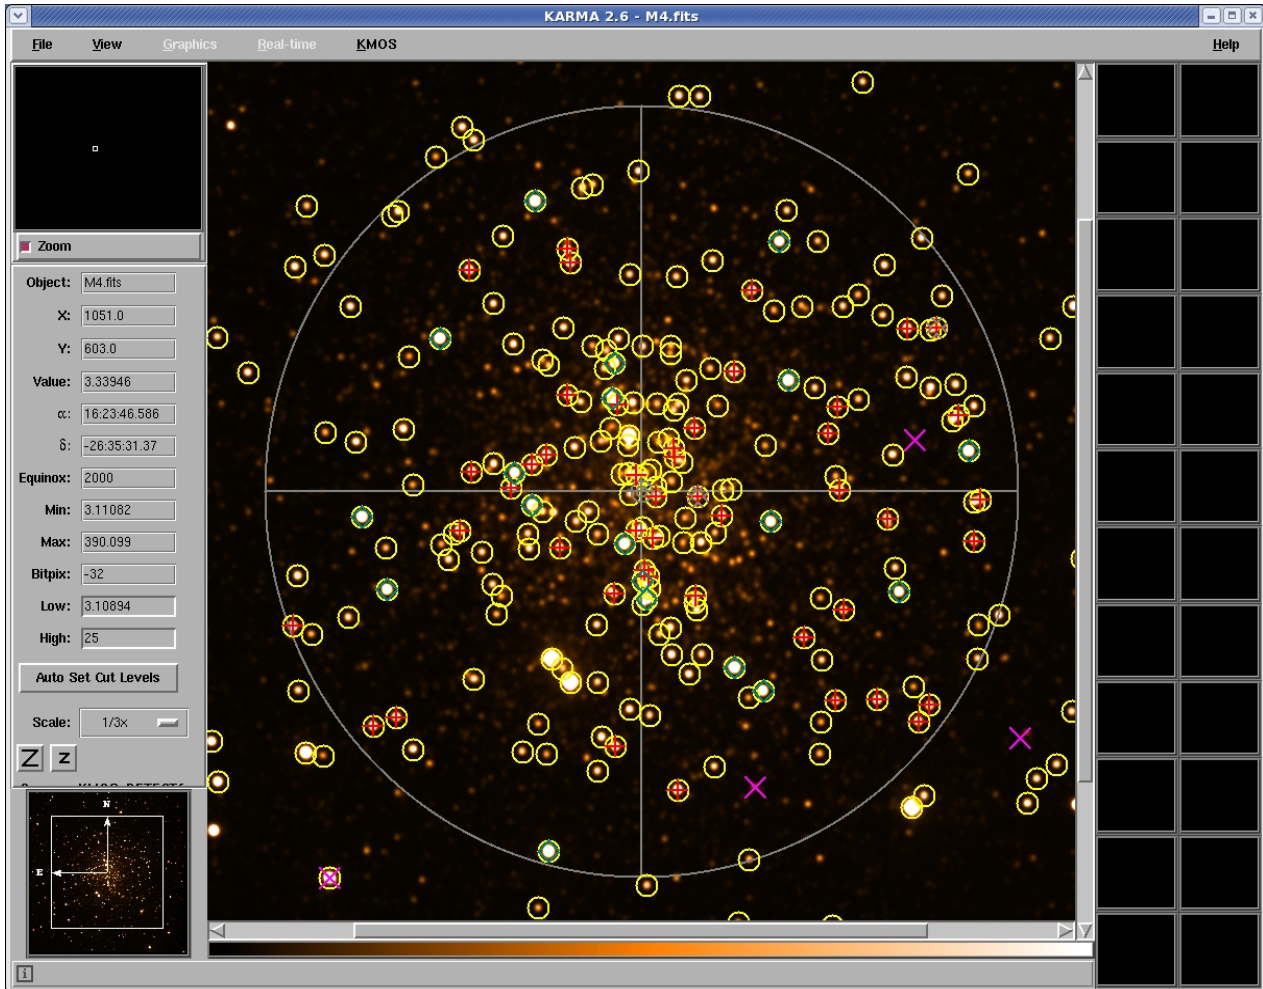 KARMA 2.6 - M4.fits
File View Graphics Real-time KMOS Help
Zoom
Object: M4.fits
X: 1051.0
Y: 603.0
Value: 3.33946
α: 16:23:46.586
δ: -26:35:31.37
Equinox: 2000
Min: 3.11082
Max: 390.099
Bitpix: -32
Low: 3.10894
High: 25
Auto Set Cut Levels
Scale: 1/3x
Z z
N
E